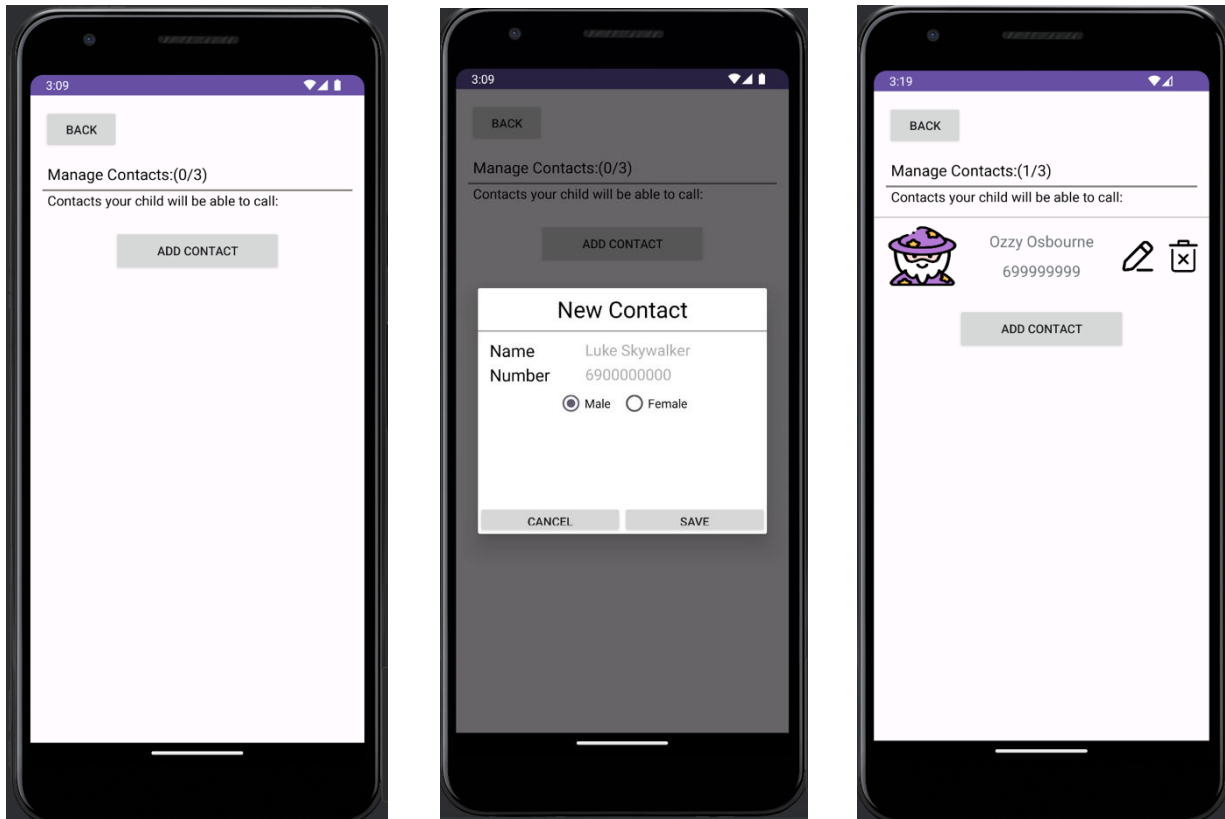 3:09
BACK
Manage Contacts:(0/3)
Contacts your child will be able to call:
ADD CONTACT
3:09
BACK
Manage Contacts:(0/3)
Contacts your child will be able to call:
ADD CONTACT
New Contact
Name Luke Skywalker
Number 6900000000
Male Female
CANCEL SAVE
3:19
BACK
Manage Contacts:(1/3)
Contacts your child will be able to call:
Ozzy Osbourne
699999999
ADD CONTACT